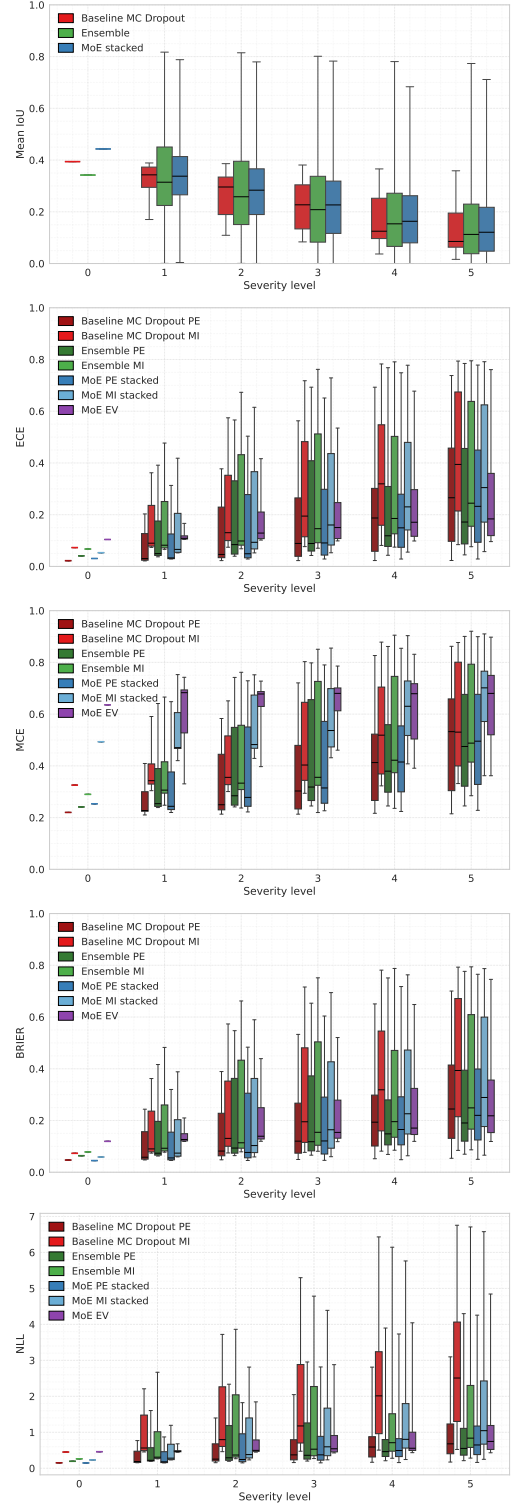 1.0
0.8
0.6
0.4
0.2
0.0
Mean IoU
Baseline MC Dropout
Ensemble
MoE stacked
0 1 2 3 4 5
Severity level
1.0
0.8
0.6
0.4
0.2
0.0
ECE
Baseline MC Dropout PE
Baseline MC Dropout MI
Ensemble PE
Ensemble MI
MoE PE stacked
MoE MI stacked
MoE EV
0 1 2 3 4 5
Severity level
1.0
0.8
0.6
0.4
0.2
0.0
MCE
Baseline MC Dropout PE
Baseline MC Dropout MI
Ensemble PE
Ensemble MI
MoE PE stacked
MoE MI stacked
MoE EV
0 1 2 3 4 5
Severity level
1.0
0.8
0.6
0.4
0.2
0.0
BRIER
Baseline MC Dropout PE
Baseline MC Dropout MI
Ensemble PE
Ensemble MI
MoE PE stacked
MoE MI stacked
MoE EV
0 1 2 3 4 5
Severity level
7
6
5
4
3
2
1
0
NLL
Baseline MC Dropout PE
Baseline MC Dropout MI
Ensemble PE
Ensemble MI
MoE PE stacked
MoE MI stacked
MoE EV
0 1 2 3 4 5
Severity level